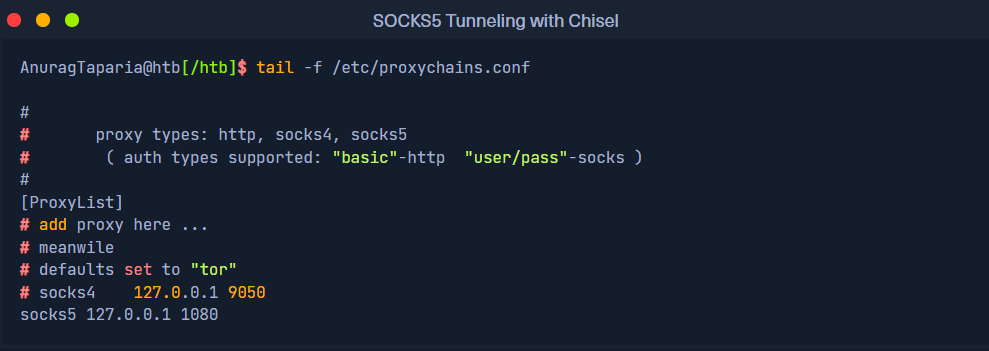 SOCKS5 Tunneling with Chisel
AnuragTaparia@htb[/htb]$ tail -f /etc/proxychains.conf
#
#       proxy types: http, socks4, socks5
#        ( auth types supported: "basic"-http  "user/pass"-socks )
#
[ProxyList]
# add proxy here ...
# meanwile
# defaults set to "tor"
# socks4    127.0.0.1 9050
socks5 127.0.0.1 1080